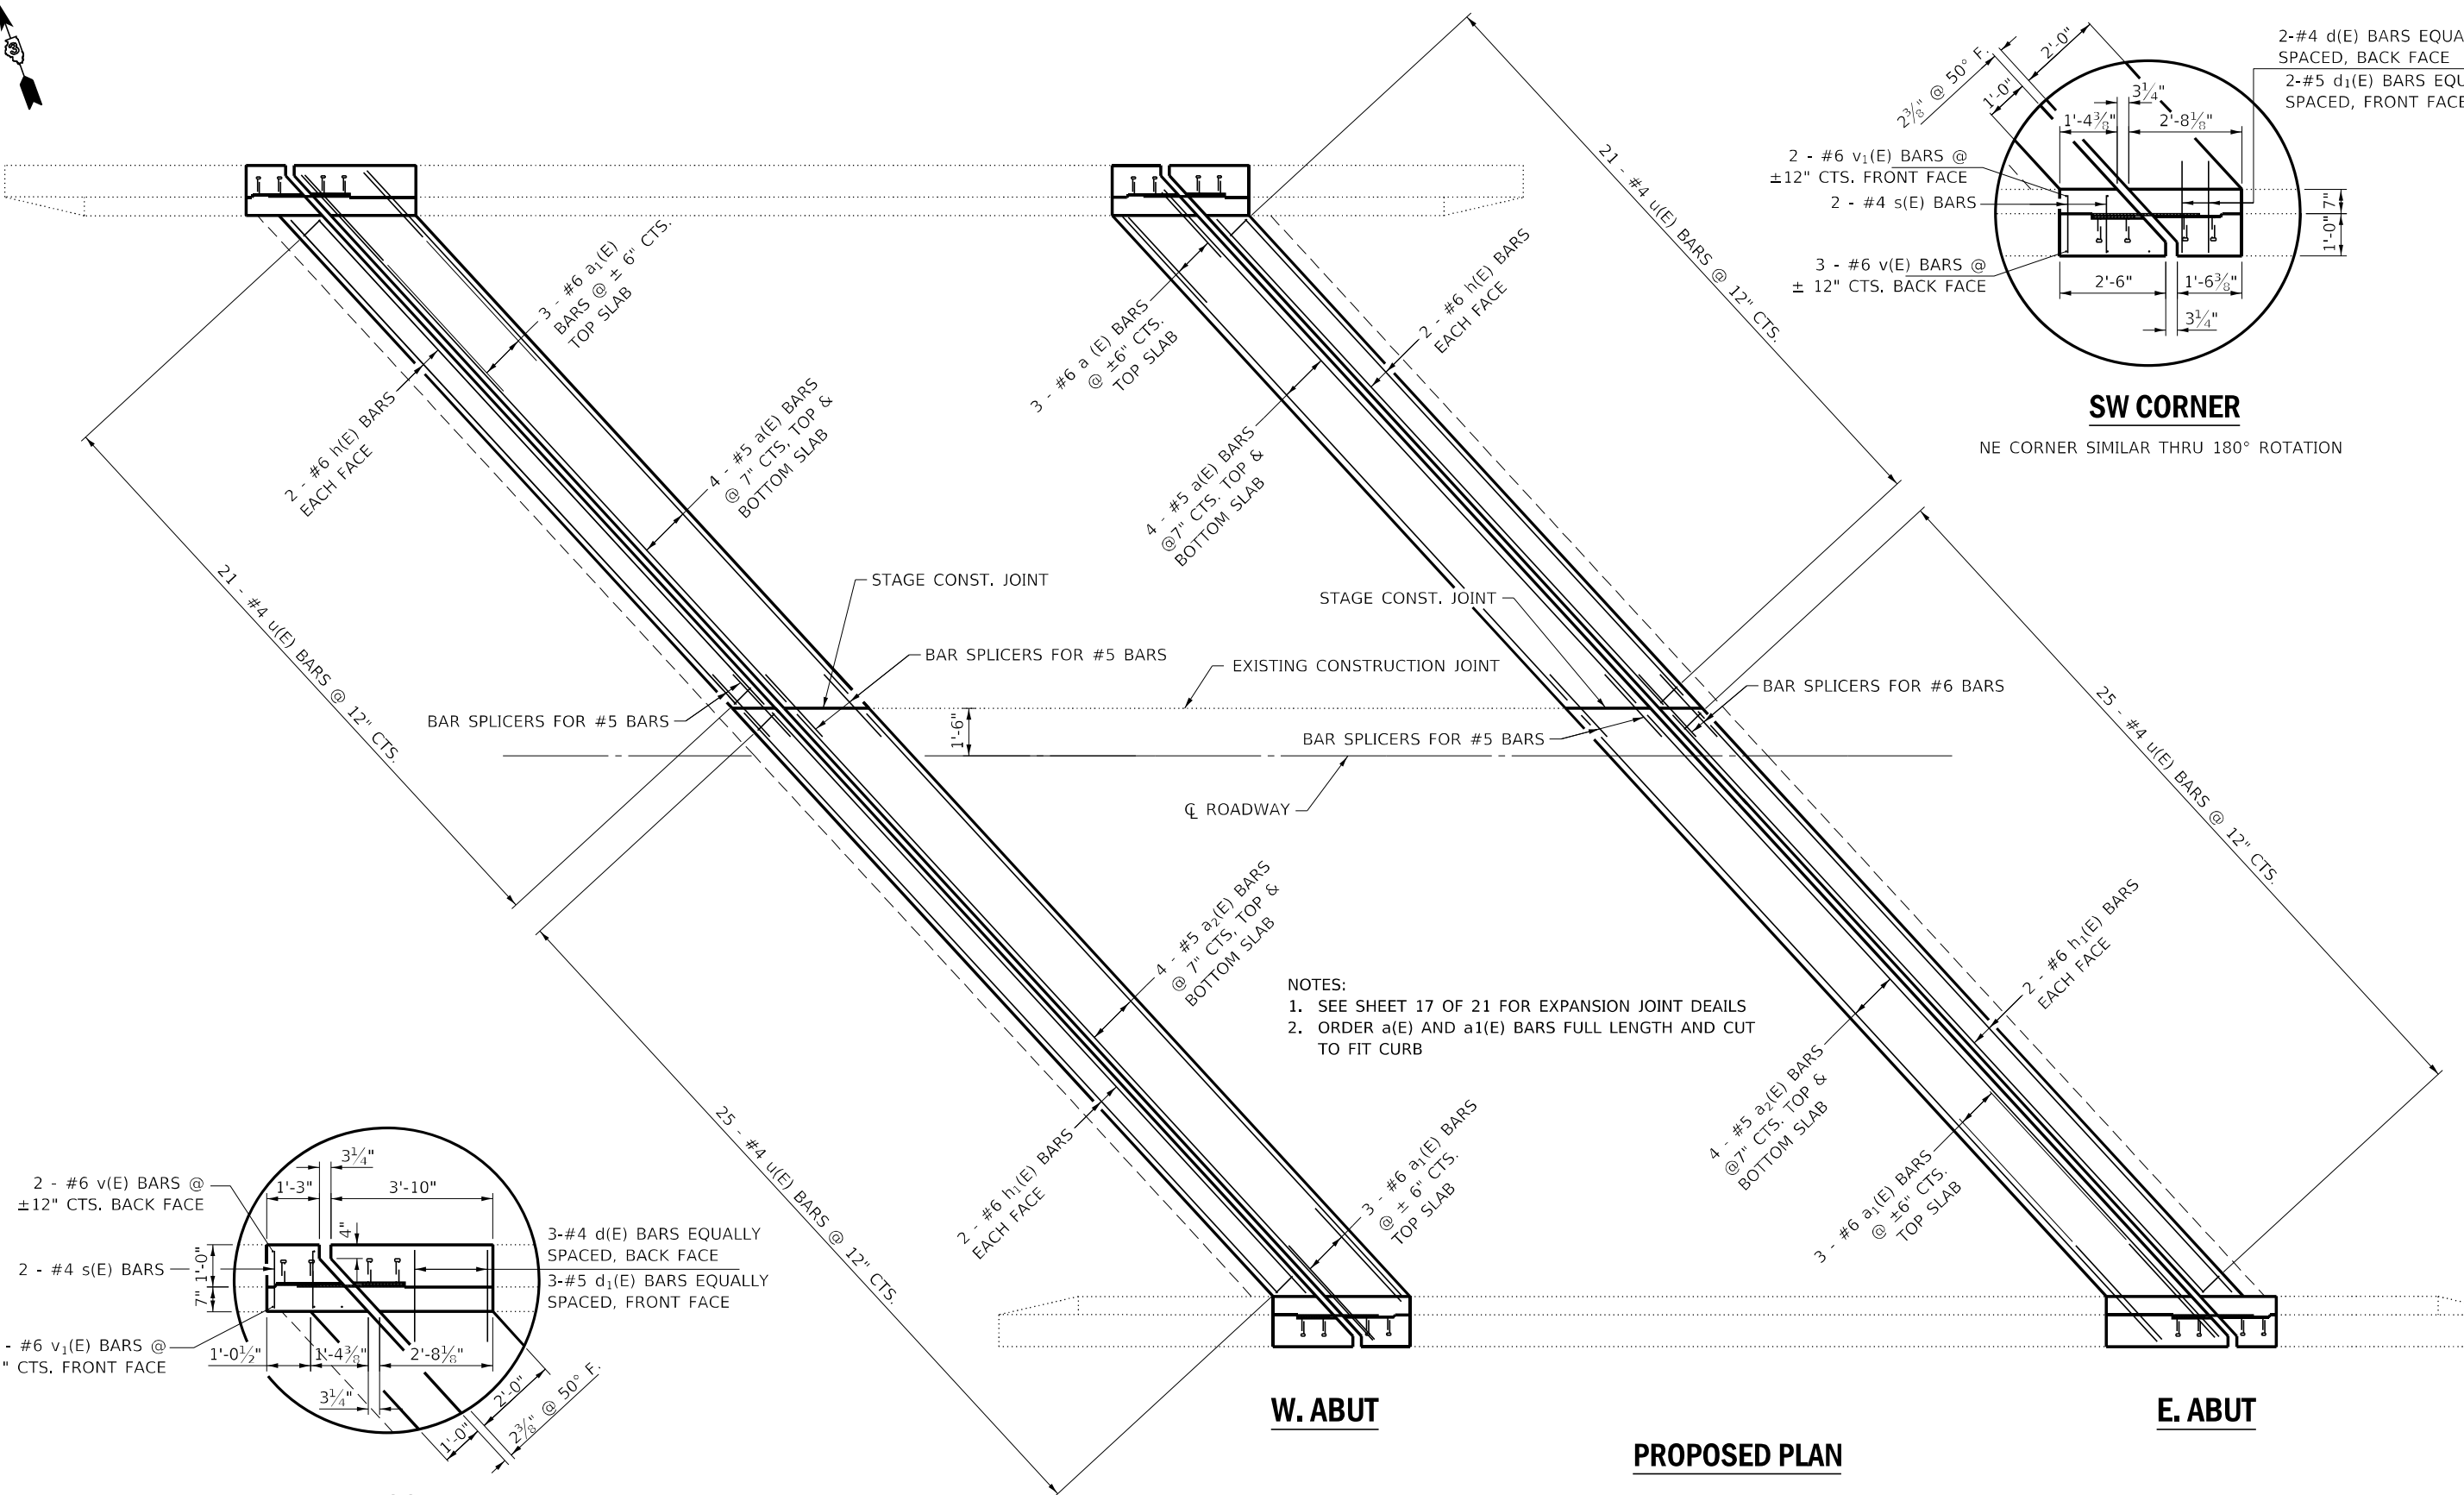 3
21 - #4 u(E) BARS @ 12" CTS.
2 3/8" @ 50° F.
1'-0"
2'-0"
3 1/4"
1'-4 3/8"
2'-8 1/8"
2-#4 d(E) BARS EQUA
SPACED, BACK FACE
2-#5 d₁(E) BARS EQU
SPACED, FRONT FACE
2 - #6 v₁(E) BARS @
±12" CTS. FRONT FACE
2 - #4 s(E) BARS
3 - #6 v(E) BARS @
± 12" CTS. BACK FACE
7"
1'-0"
2'-6"
1'-6 3/8"
3 1/4"
SW CORNER
NE CORNER SIMILAR THRU 180° ROTATION
3 - #6 a₁(E)
BARS @ ± 6" CTS.
TOP SLAB
3 - #6 a (E) BARS
@ ±6" CTS.
TOP SLAB
2 - #6 h(E) BARS
EACH FACE
2 - #6 h(E) BARS
EACH FACE
4 - #5 a(E) BARS
@ 7" CTS. TOP &
BOTTOM SLAB
4 - #5 a(E) BARS
@7" CTS. TOP &
BOTTOM SLAB
21 - #4 u(E) BARS @ 12" CTS.
STAGE CONST. JOINT
STAGE CONST. JOINT
BAR SPLICERS FOR #5 BARS
EXISTING CONSTRUCTION JOINT
BAR SPLICERS FOR #6 BARS
BAR SPLICERS FOR #5 BARS
1'-6"
BAR SPLICERS FOR #5 BARS
℄ ROADWAY
25 - #4 u(E) BARS @ 12" CTS.
4 - #5 a₂(E) BARS
@ 7" CTS. TOP &
BOTTOM SLAB
2 - #6 h₁(E) BARS
EACH FACE
NOTES:
1. SEE SHEET 17 OF 21 FOR EXPANSION JOINT DEAILS
2. ORDER a(E) AND a1(E) BARS FULL LENGTH AND CUT
TO FIT CURB
4 - #5 a₂(E) BARS
@7" CTS. TOP &
BOTTOM SLAB
25 - #4 u(E) BARS @ 12" CTS.
2 - #6 h₁(E) BARS
EACH FACE
3 - #6 a₁(E) BARS
@ ± 6" CTS.
TOP SLAB
3 - #6 a₁(E) BARS
@ ±6" CTS.
TOP SLAB
3 1/4"
1'-3"
3'-10"
4"
2 - #6 v(E) BARS @
±12" CTS. BACK FACE
2 - #4 s(E) BARS
1'-0"
7"
3-#4 d(E) BARS EQUALLY
SPACED, BACK FACE
3-#5 d₁(E) BARS EQUALLY
SPACED, FRONT FACE
- #6 v₁(E) BARS @
" CTS. FRONT FACE
1'-0 1/2"
1'-4 3/8"
2'-8 1/8"
3 1/4"
2'-0"
1'-0"
2 3/8" @ 50° F.
W. ABUT
E. ABUT
PROPOSED PLAN